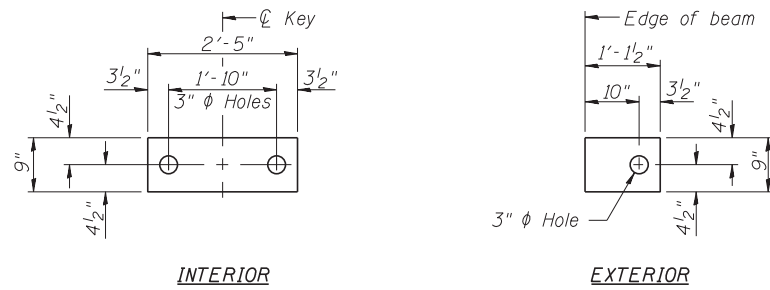 ℄ Key
2'-5"
3½"
1'-10"
3½"
3" ϕ Holes
4½"
9"
4½"
INTERIOR
Edge of beam
1'-1½"
10"
3½"
4½"
9"
4½"
3" ϕ Hole
EXTERIOR